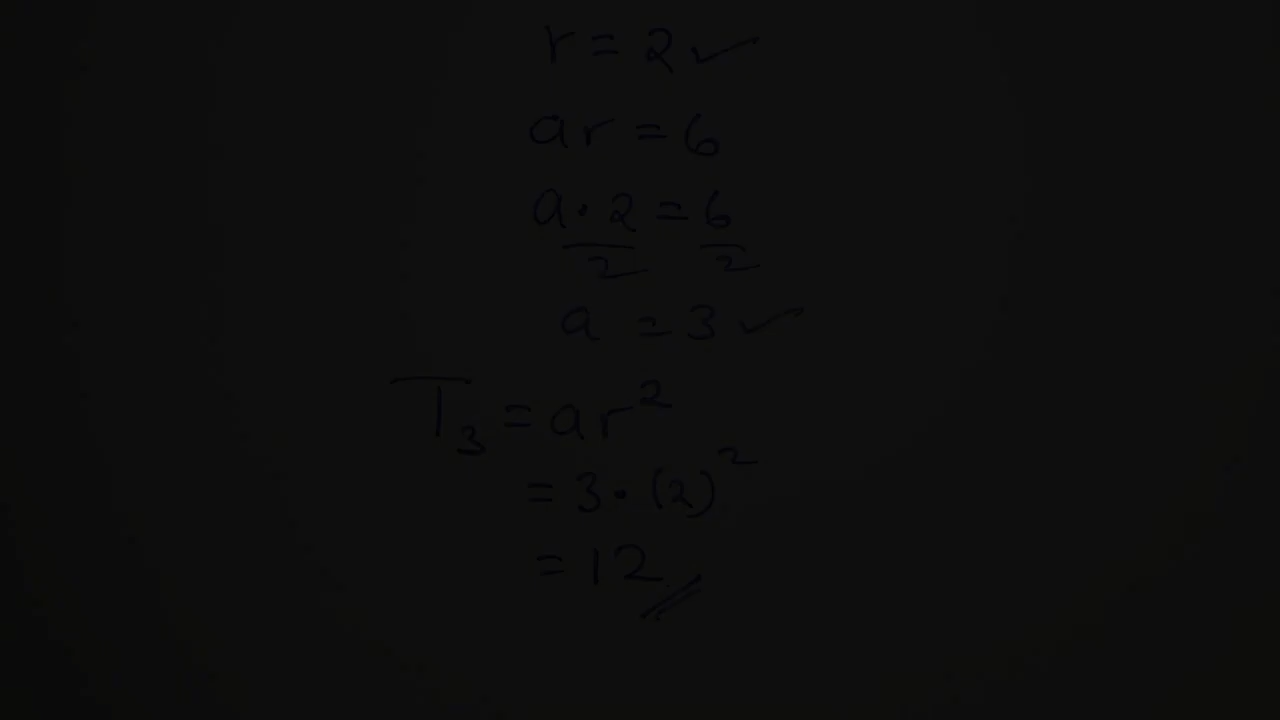 r = 2 ✓
ar = 6
a · 2 = 6
2 2
a = 3 ✓
T₃ = ar²
= 3 · (2)²
= 12